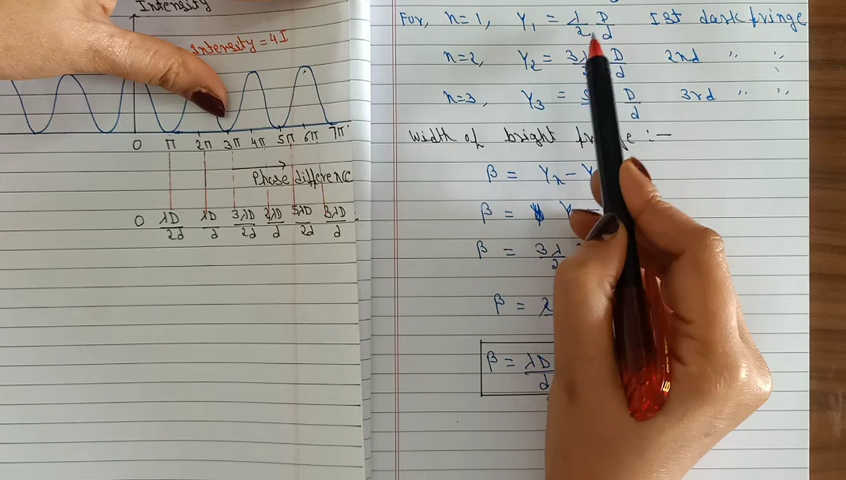 Intensity
Intensity = 4I
0 π 2π 3π 4π 5π 6π 7π
Phase difference
0 λD/2d λD/d 3λD/2d 2λD/d 5λD/2d 3λD/d
For, n=1, Y₁ = λ/2 D/d Ist dark fringe
n=2, Y₂ = 3λ D/d 2nd " "
n=3, Y₃ = D/d 3rd " "
Width of bright fringe :-
β = Yₙ - Y
β = Y
β = 3λ/2
β =
β = λD/d